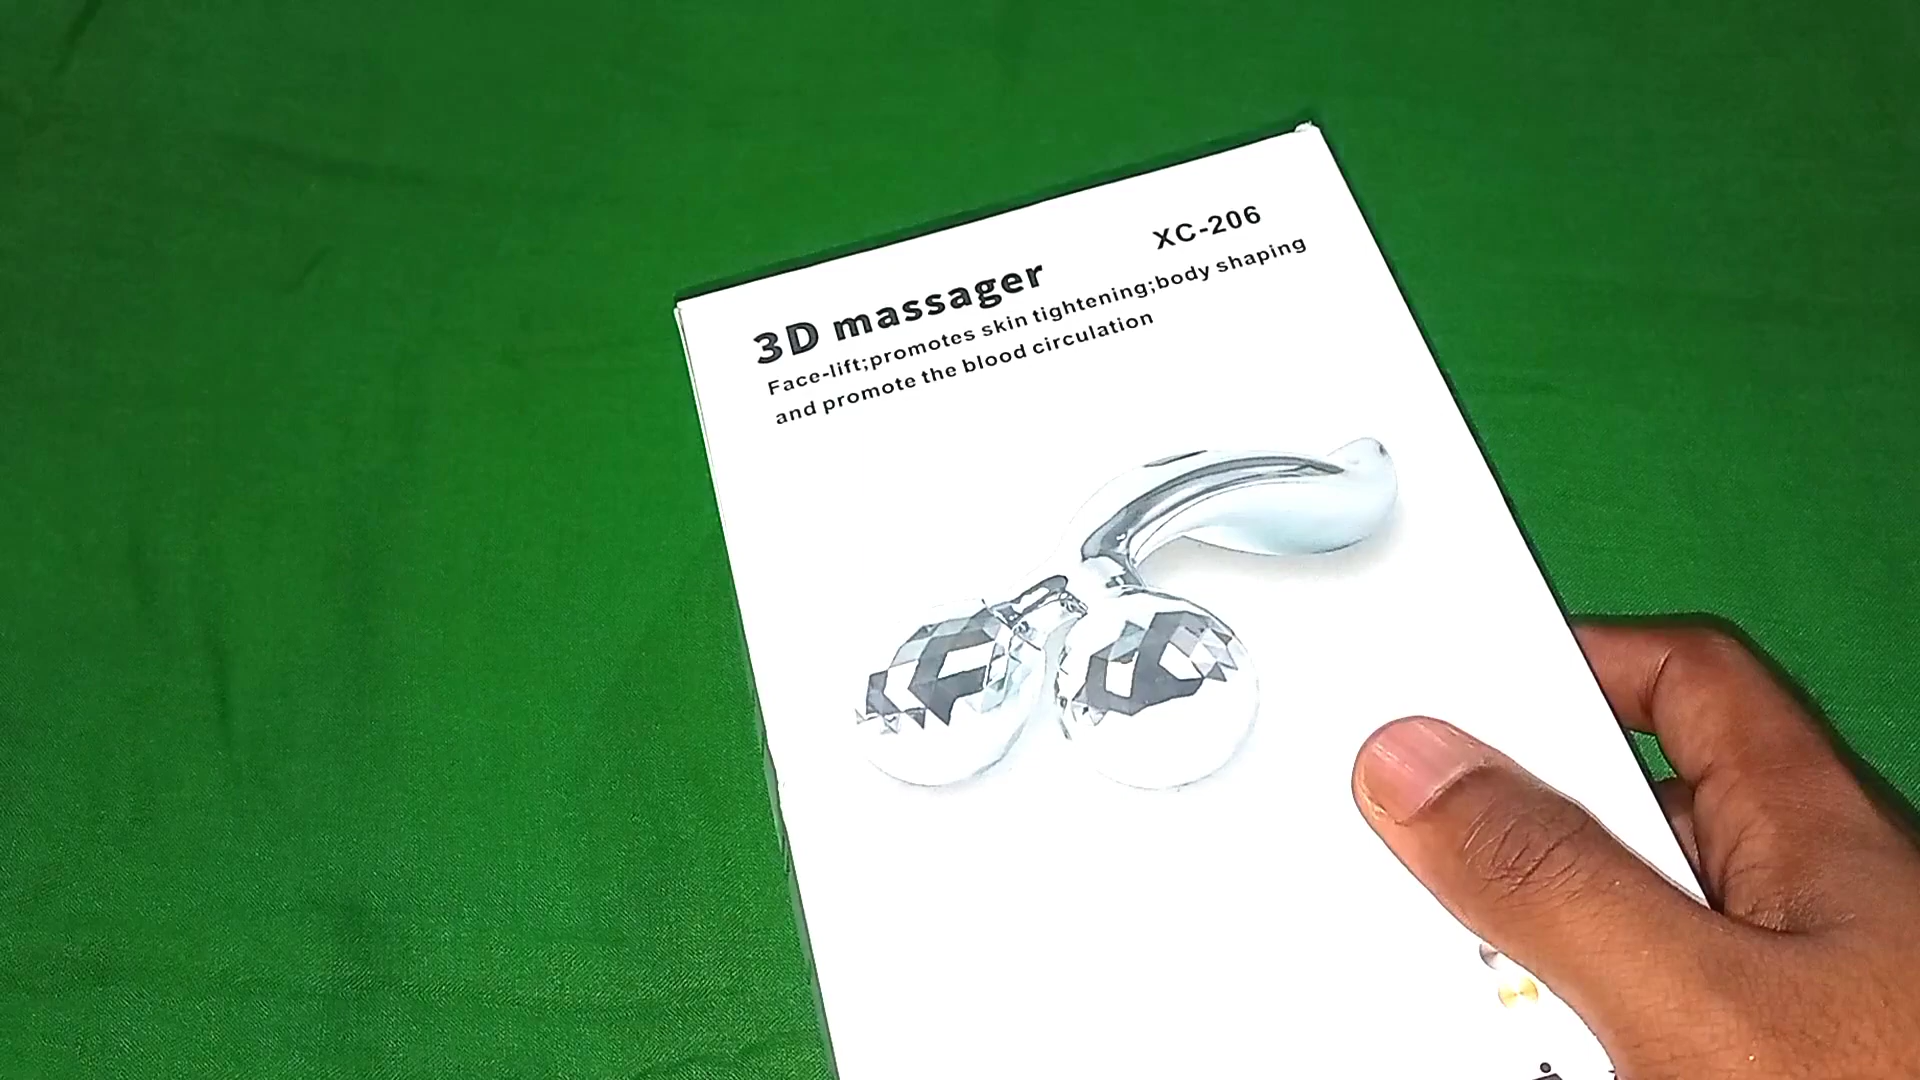 3D massager
XC-206
Face-lift;promotes skin tightening;body shaping
and promote the blood circulation